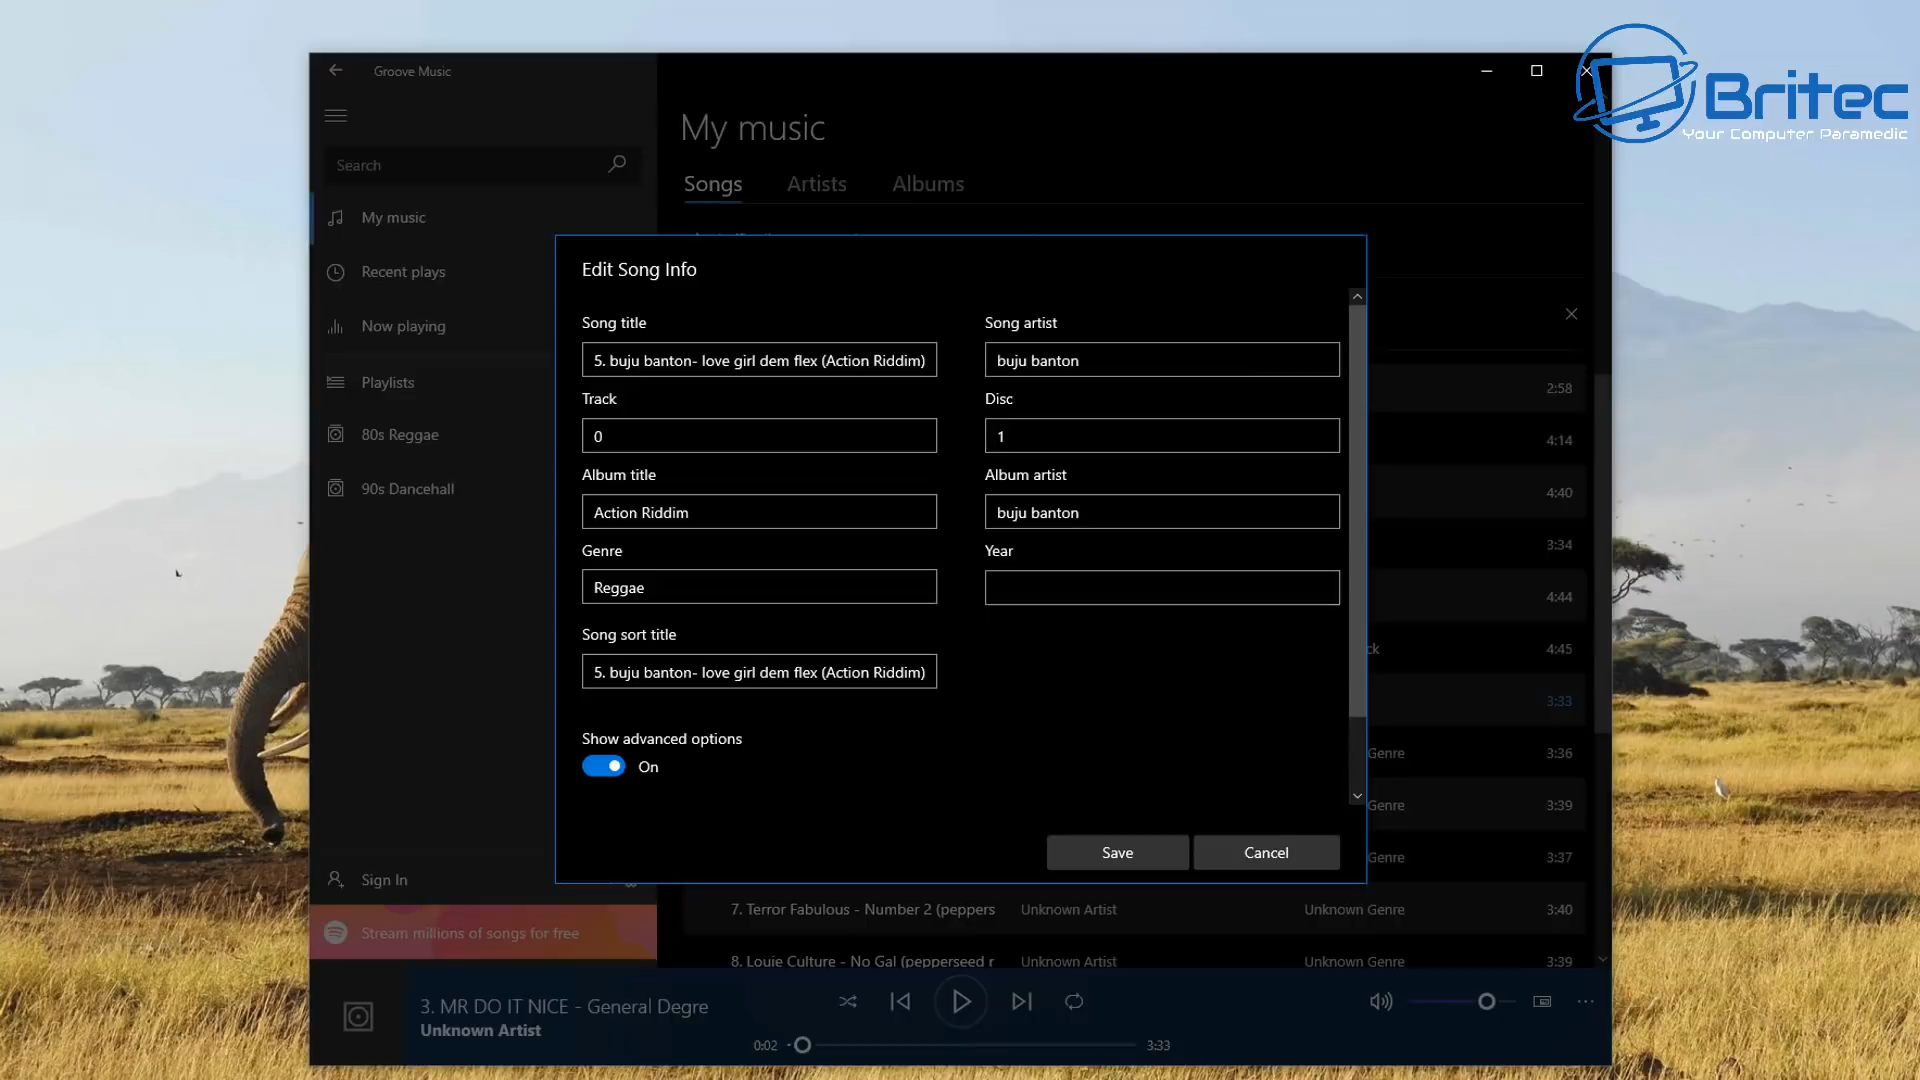 Groove Music
Britec
Your Computer Paramedic
My music
Search
Songs Artists Albums
My music
Recent plays
Now playing
Playlists
80s Reggae
90s Dancehall
Sign In
Stream millions of songs for free
Edit Song Info
Song title
Song artist
5. buju banton- love girl dem flex (Action Riddim)
buju banton
Track
Disc
0
1
Album title
Album artist
Action Riddim
buju banton
Genre
Year
Reggae
Song sort title
5. buju banton- love girl dem flex (Action Riddim)
Show advanced options
On
Save
Cancel
2:58
4:14
4:40
3:34
4:44
ck 4:45
3:33
Genre 3:36
Genre 3:39
Genre 3:37
7. Terror Fabulous - Number 2 (peppers Unknown Artist Unknown Genre 3:40
8. Louie Culture - No Gal (pepperseed r Unknown Artist Unknown Genre 3:39
3. MR DO IT NICE - General Degre
Unknown Artist
0:02
3:33